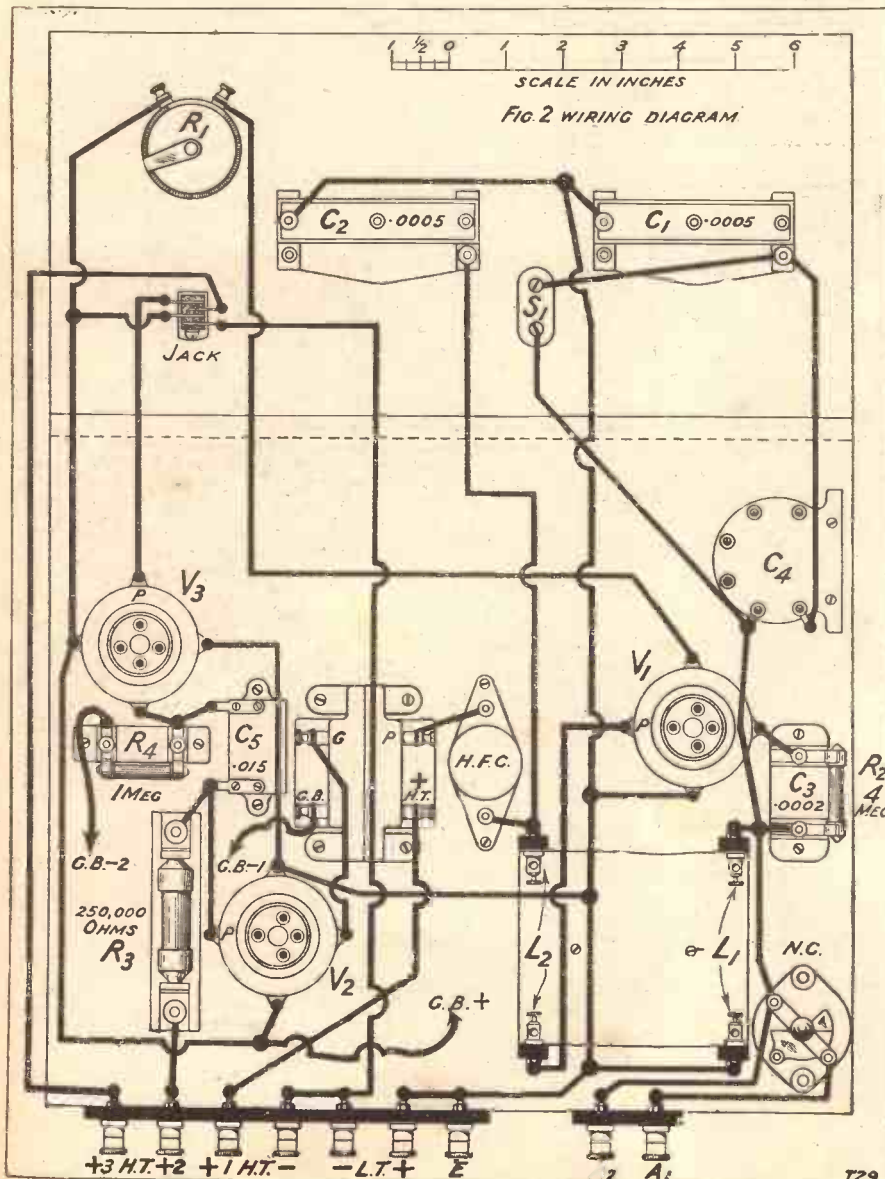 1 ½ 0 1 2 3 4 5 6
SCALE IN INCHES
FIG. 2 WIRING DIAGRAM
R1
C2 .0005
C1 .0005
S1
JACK
C4
V3
P
V1
P
R4
1 MEG
C5
.015
G
P
G.B.
+
H.T.
H.F.C.
C3
.0002
R2
4
MEG
G.B.-2
G.B.-1
250,000
OHMS
R3
P
V2
L2
L1
N.C.
G.B.+
+3 H.T. +2 +1 H.T. - - L.T. + E 2 A1